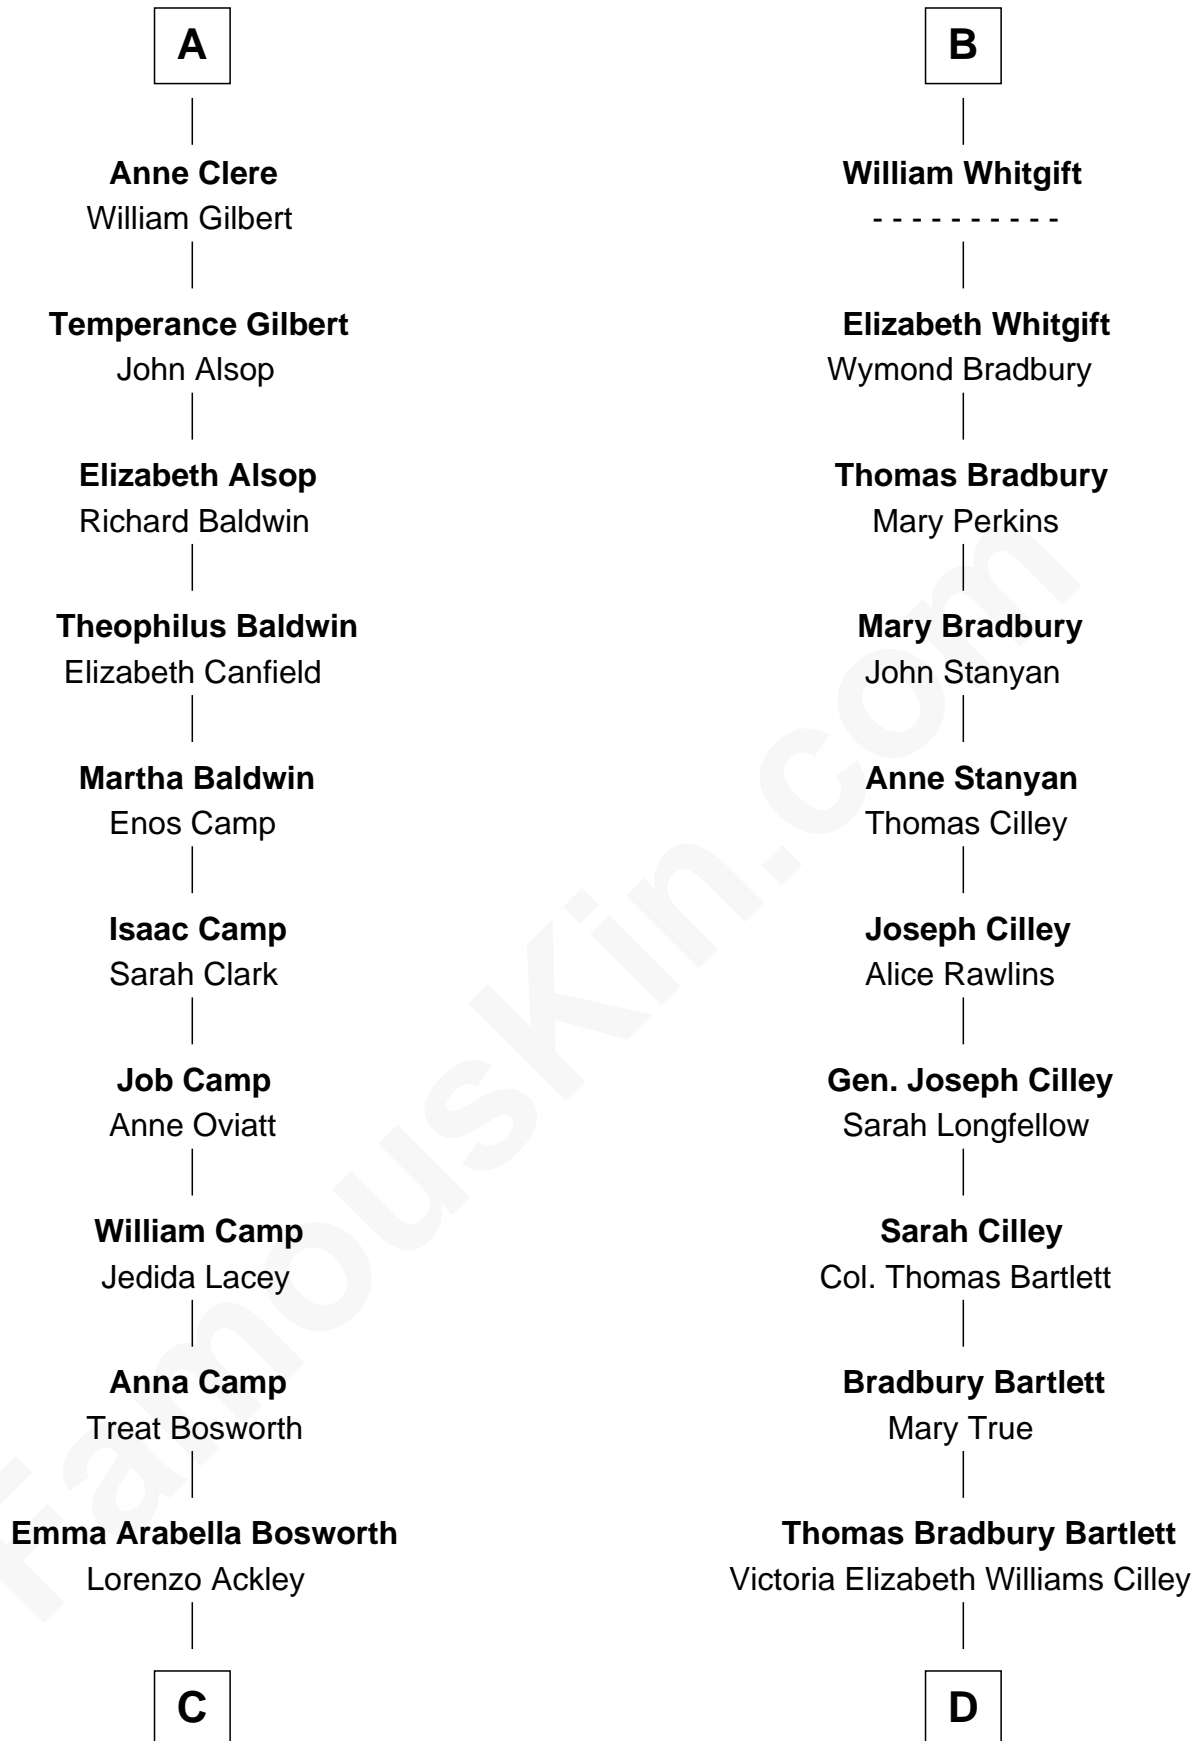 A
Anne Clere
William Gilbert
Temperance Gilbert
John Alsop
Elizabeth Alsop
Richard Baldwin
Theophilus Baldwin
Elizabeth Canfield
Martha Baldwin
Enos Camp
Isaac Camp
Sarah Clark
Job Camp
Anne Oviatt
William Camp
Jedida Lacey
Anna Camp
Treat Bosworth
Emma Arabella Bosworth
Lorenzo Ackley
C
B
William Whitgift
- - - - - - - - - -
Elizabeth Whitgift
Wymond Bradbury
Thomas Bradbury
Mary Perkins
Mary Bradbury
John Stanyan
Anne Stanyan
Thomas Cilley
Joseph Cilley
Alice Rawlins
Gen. Joseph Cilley
Sarah Longfellow
Sarah Cilley
Col. Thomas Bartlett
Bradbury Bartlett
Mary True
Thomas Bradbury Bartlett
Victoria Elizabeth Williams Cilley
D
FamousKin.com